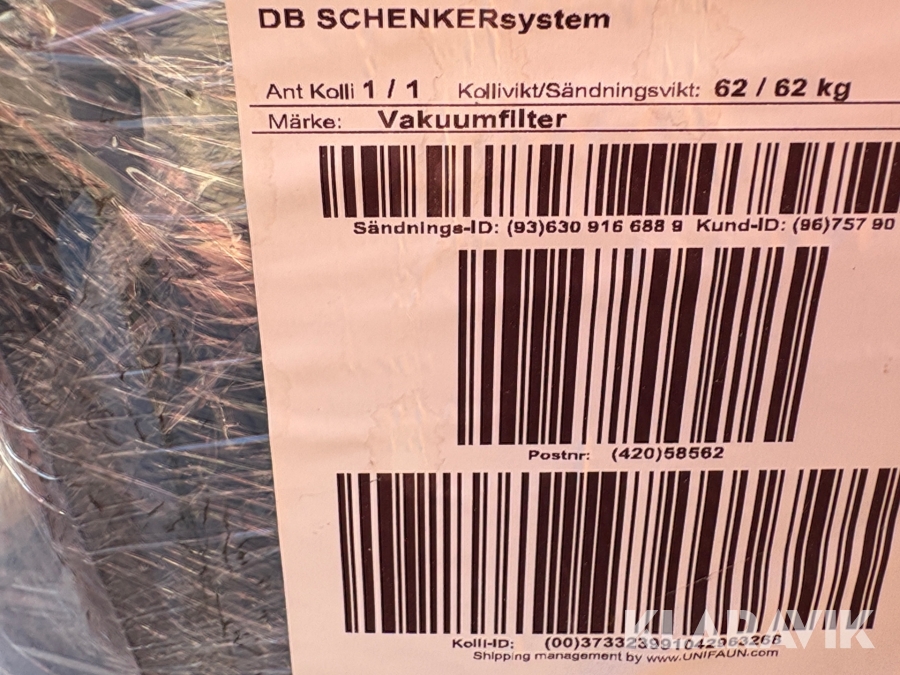 DB SCHENKERsystem
Ant Kolli 1 / 1 Kollivikt/Sändningsvikt: 62 / 62 kg
Märke: Vakuumfilter
Sändnings-ID: (93)630 916 688 9 Kund-ID: (96)757 90
Postnr: (420)58562
Kolli-ID: (00)373323991042963268
Shipping management by www.UNIFAUN.com
KLARAVIK